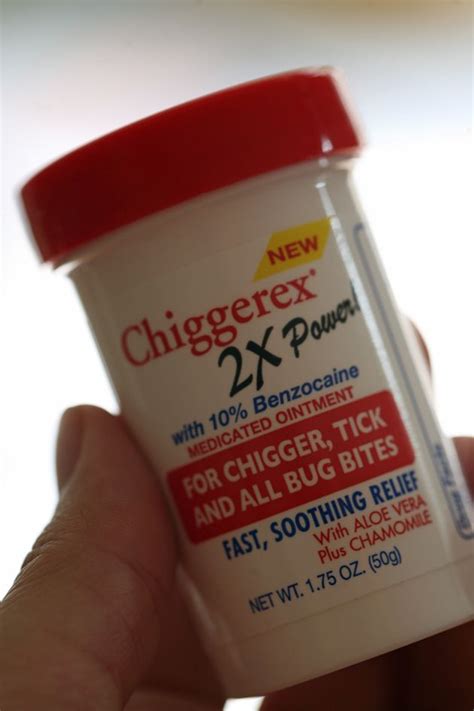 NEW
Chiggerex®
2X Power!
with 10% Benzocaine
MEDICATED OINTMENT
FOR CHIGGER, TICK
AND ALL BUG BITES
FAST, SOOTHING RELIEF
With ALOE VERA
Plus CHAMOMILE
NET WT. 1.75 OZ. (50g)